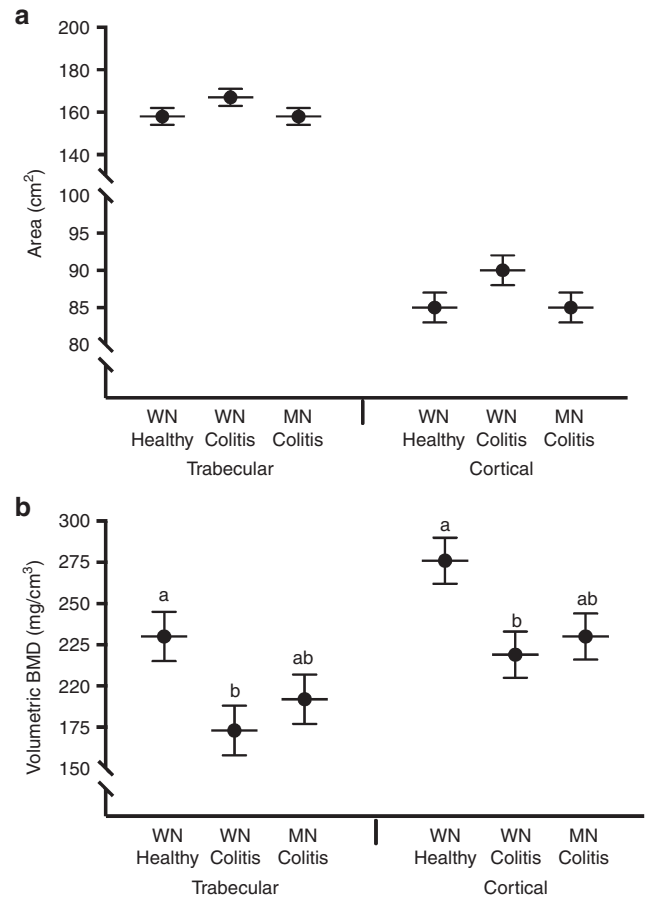 a
200
180
160
140
100
95
90
85
80
Area (cm²)
WN Healthy
WN Colitis
MN Colitis
WN Healthy
WN Colitis
MN Colitis
Trabecular
Cortical
b
300
275
250
225
220
175
150
Volumetric BMD (mg/cm³)
a
b
ab
a
b
ab
WN Healthy
WN Colitis
MN Colitis
WN Healthy
WN Colitis
MN Colitis
Trabecular
Cortical